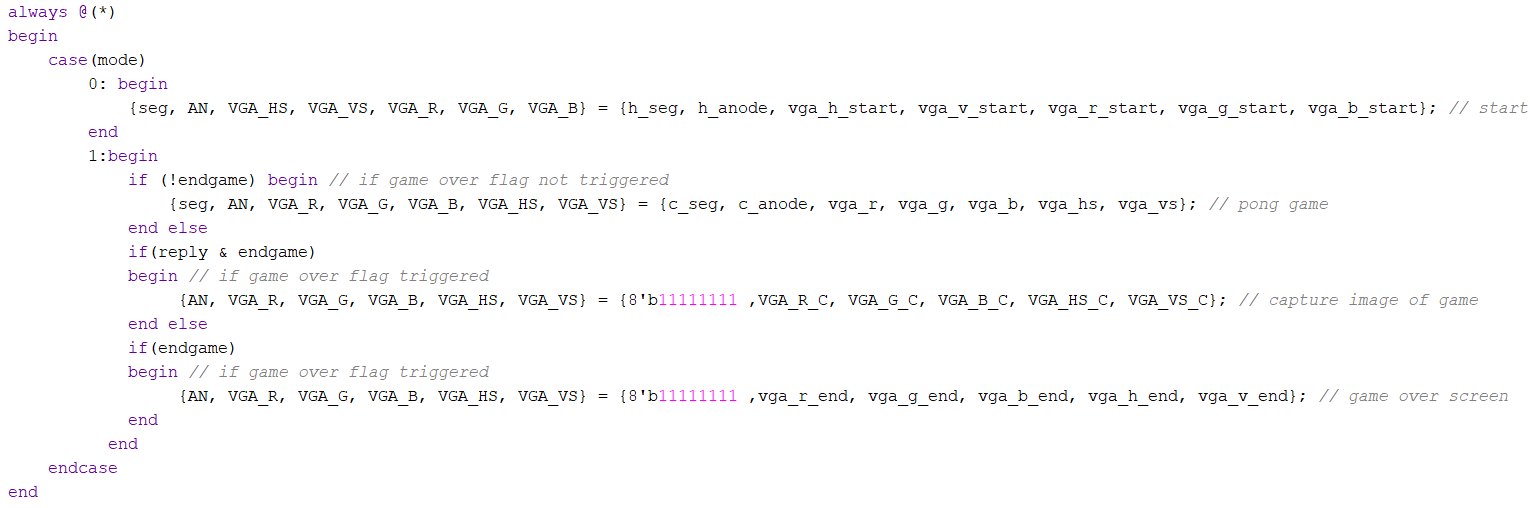 always @(*)
begin
    case(mode)
        0: begin
            {seg, AN, VGA_HS, VGA_VS, VGA_R, VGA_G, VGA_B} = {h_seg, h_anode, vga_h_start, vga_v_start, vga_r_start, vga_g_start, vga_b_start}; // start
        end
        1:begin
            if (!endgame) begin // if game over flag not triggered
                {seg, AN, VGA_R, VGA_G, VGA_B, VGA_HS, VGA_VS} = {c_seg, c_anode, vga_r, vga_g, vga_b, vga_hs, vga_vs}; // pong game
            end else
            if(reply & endgame)
            begin // if game over flag triggered
                 {AN, VGA_R, VGA_G, VGA_B, VGA_HS, VGA_VS} = {8'b11111111 ,VGA_R_C, VGA_G_C, VGA_B_C, VGA_HS_C, VGA_VS_C}; // capture image of game
            end else
            if(endgame)
            begin // if game over flag triggered
                 {AN, VGA_R, VGA_G, VGA_B, VGA_HS, VGA_VS} = {8'b11111111 ,vga_r_end, vga_g_end, vga_b_end, vga_h_end, vga_v_end}; // game over screen
            end
          end
    endcase
end